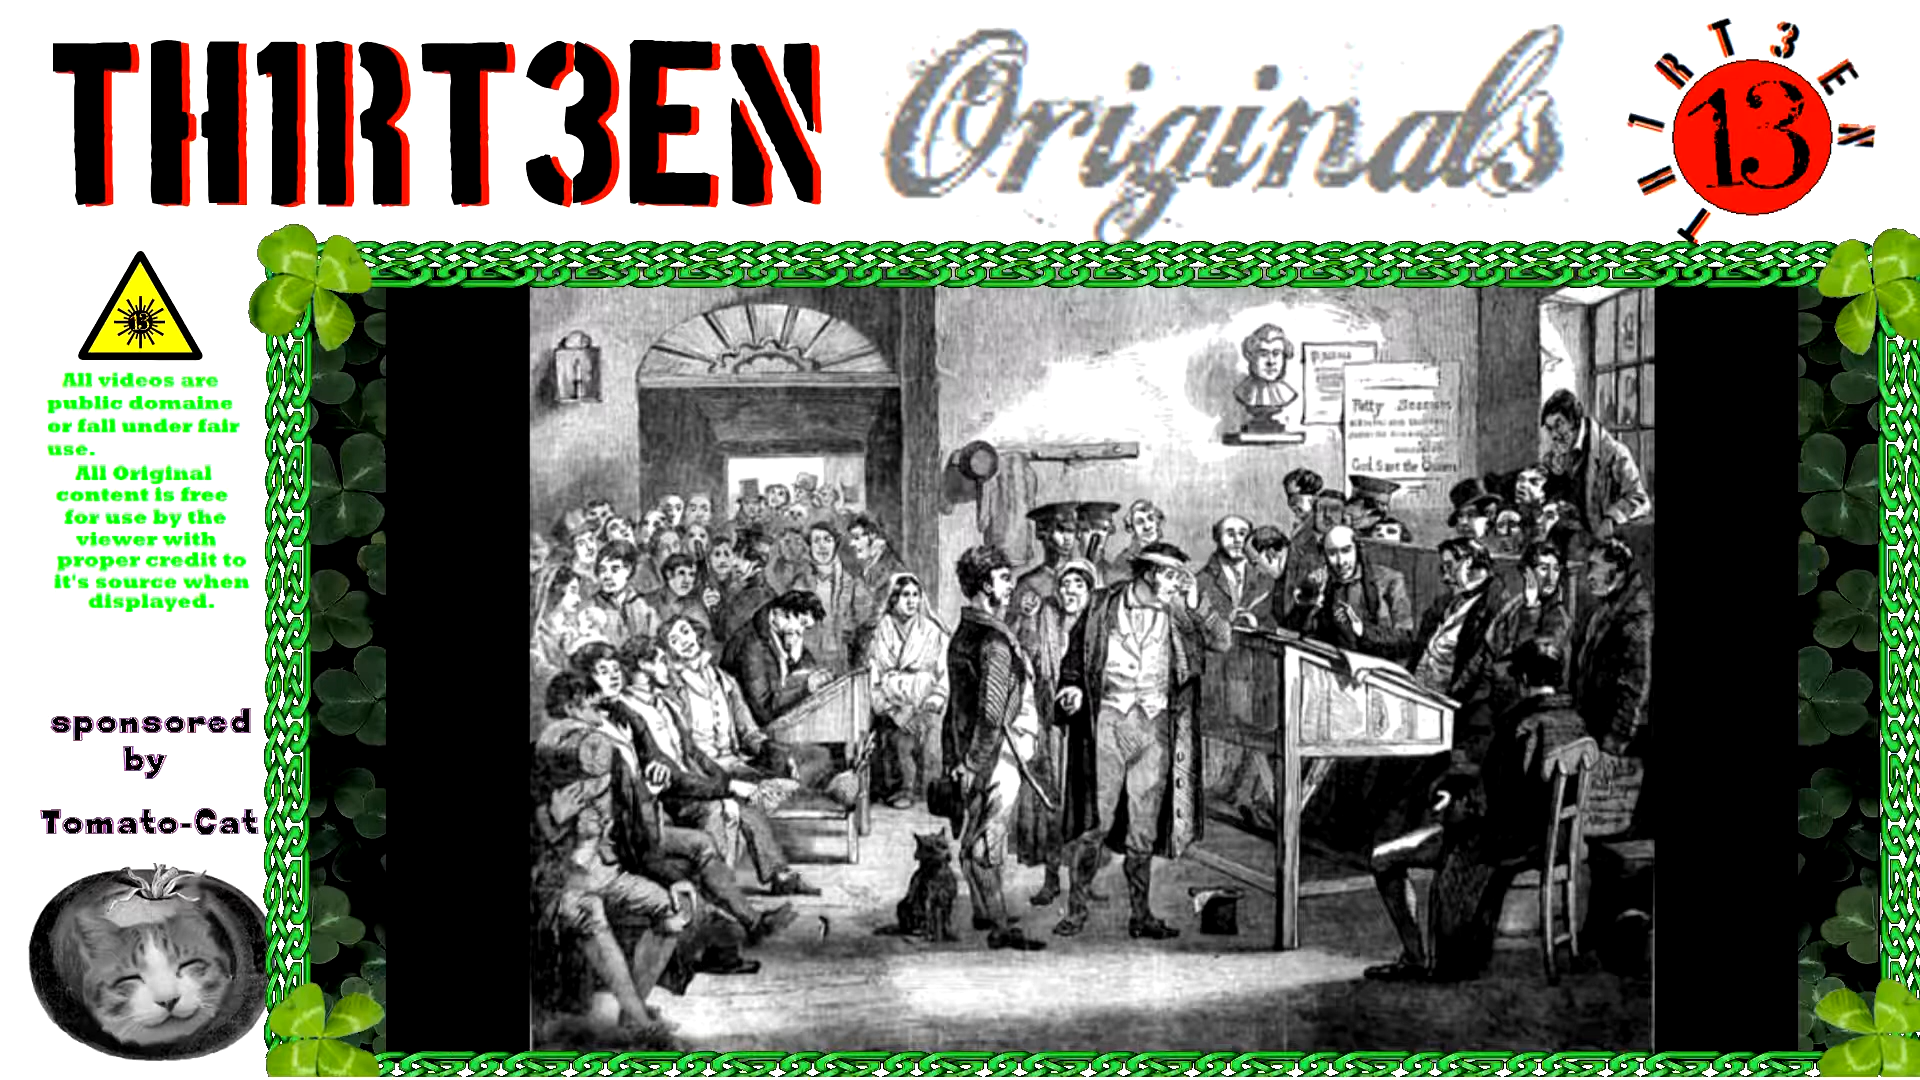 TH1RT3EN Originals
TH1RT3EN
13
13
All videos are
public domaine
or fall under fair
use.
All Original
content is free
for use by the
viewer with
proper credit to
it's source when
displayed.
sponsored
by
Tomato-Cat
Petty Sessions
God Save the Queen